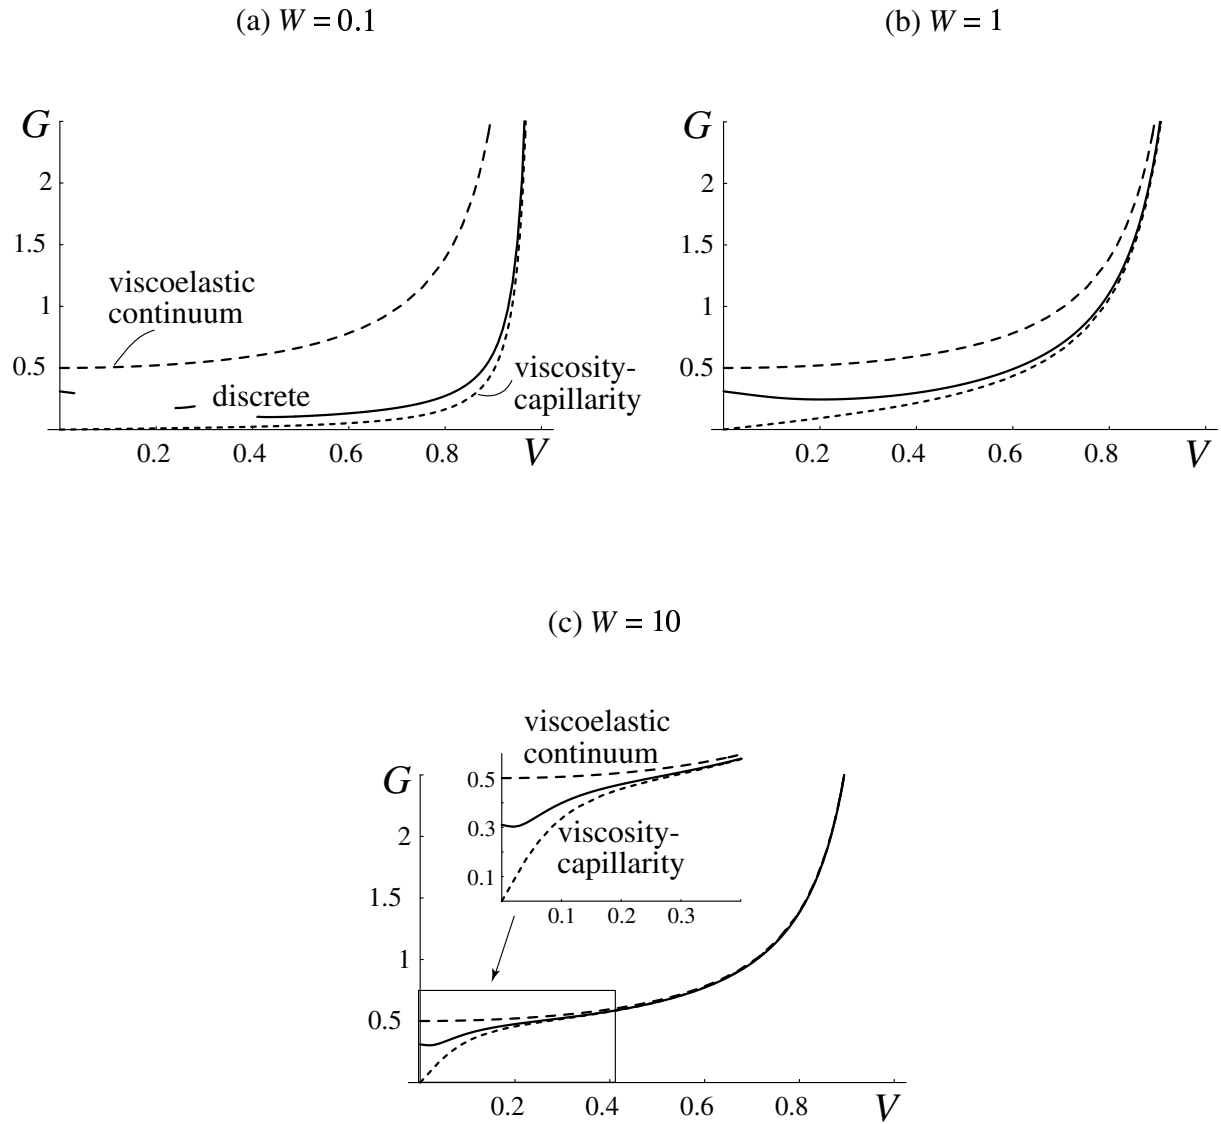 (a) W = 0.1
G
2
1.5
1
0.5
viscoelastic
continuum
discrete
viscosity-
capillarity
0.2 0.4 0.6 0.8 V
(b) W = 1
G
2
1.5
1
0.5
0.2 0.4 0.6 0.8 V
(c) W = 10
G
2
1.5
1
0.5
viscoelastic
continuum
0.5
0.3
0.1
viscosity-
capillarity
0.1 0.2 0.3
0.2 0.4 0.6 0.8 V